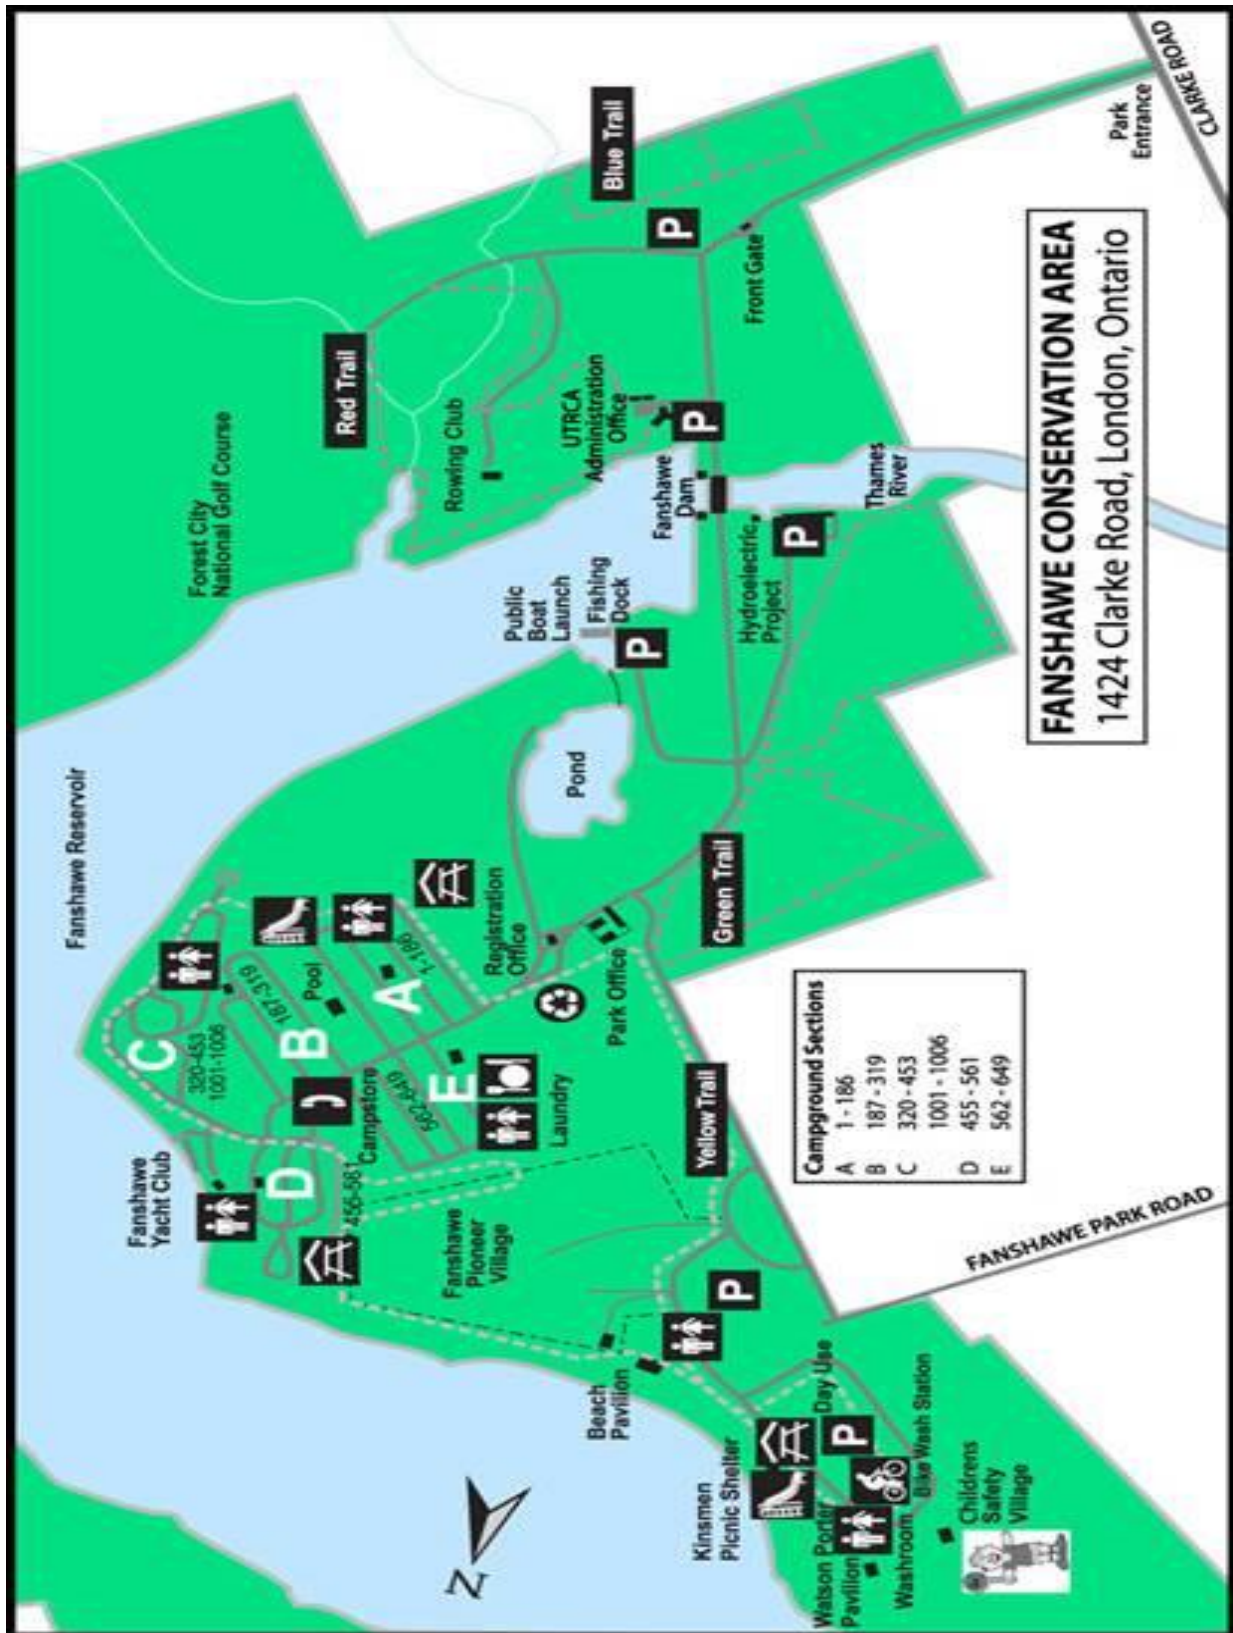 Fanshawe Reservoir
Forest City
National Golf Course
Red Trail
Blue Trail
Rowing Club
UTRCA
Administration
Office
P
P
Front Gate
Park
Entrance
CLARKE ROAD
Public
Boat
Launch
Fishing
Dock
P
Fanshawe
Dam
Hydroelectric
Project
P
Thames
River
Pond
Green Trail
Registration
Office
Park Office
Pool
A
1-186
B
187-319
C
320-453
1001-1006
D
455-561
E
562-649
Campstore
Laundry
Fanshawe
Yacht Club
Fanshawe
Pioneer
Village
Yellow Trail
P
Beach
Pavilion
Kinsmen
Picnic Shelter
Day Use
P
Bike Wash Station
Watson Porter
Pavilion
Washroom
Childrens
Safety
Village
FANSHAWE PARK ROAD
N
Campground Sections
A 1 - 186
B 187 - 319
C 320 - 453
1001 - 1006
D 455 - 561
E 562 - 649
FANSHAWE CONSERVATION AREA
1424 Clarke Road, London, Ontario